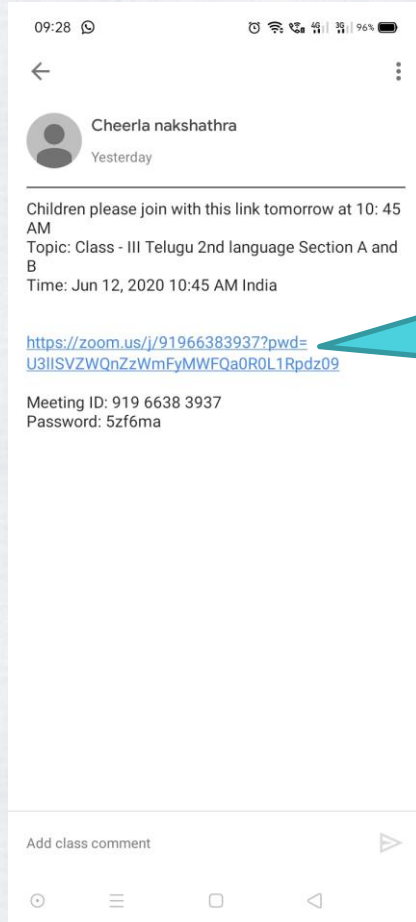 09:28
4G 3G 96%
Cheerla nakshathra
Yesterday
Children please join with this link tomorrow at 10: 45
AM
Topic: Class - III Telugu 2nd language Section A and
B
Time: Jun 12, 2020 10:45 AM India
https://zoom.us/j/91966383937?pwd=
U3lISVZWQnZzWmFyMWFQa0R0L1Rpdz09
Meeting ID: 919 6638 3937
Password: 5zf6ma
Add class comment